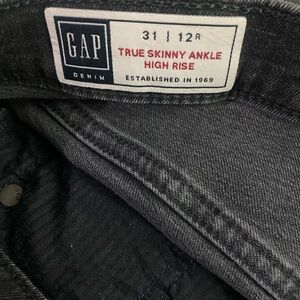 GAP
DENIM
31 | 12R
TRUE SKINNY ANKLE
HIGH RISE
ESTABLISHED IN 1969